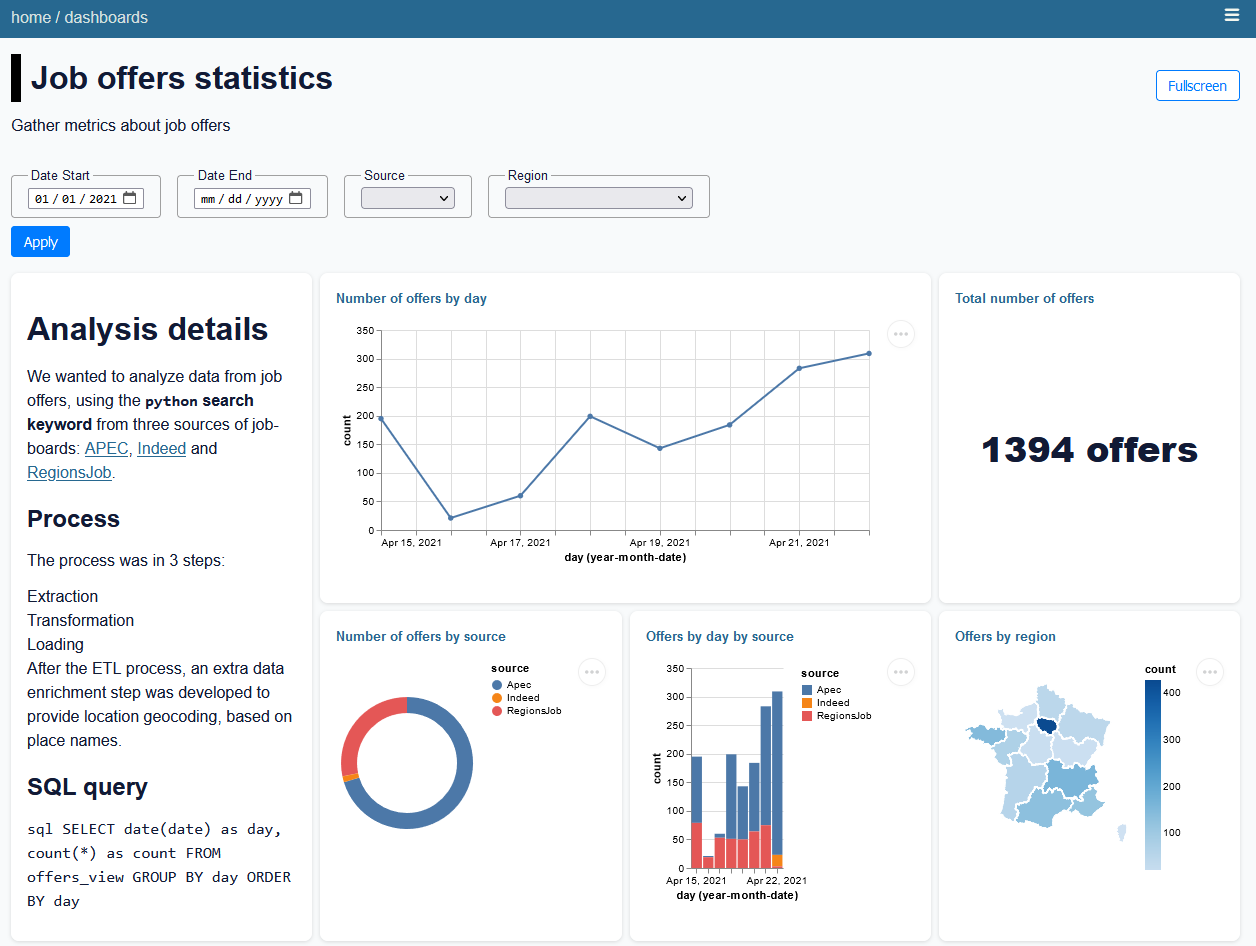 home / dashboards
Job offers statistics
Fullscreen
Gather metrics about job offers
Date Start
01 / 01 / 2021
Date End
mm / dd / yyyy
Source
Region
Apply
Analysis details
We wanted to analyze data from job
offers, using the python search
keyword from three sources of job-
boards: APEC, Indeed and
RegionsJob.
Process
The process was in 3 steps:
Extraction
Transformation
Loading
After the ETL process, an extra data
enrichment step was developed to
provide location geocoding, based on
place names.
SQL query
sql SELECT date(date) as day,
count(*) as count FROM
offers_view GROUP BY day ORDER
BY day
Number of offers by day
350
300
250
200
150
100
50
0
count
Apr 15, 2021
Apr 17, 2021
Apr 19, 2021
Apr 21, 2021
day (year-month-date)
Total number of offers
1394 offers
Number of offers by source
source
Apec
Indeed
RegionsJob
Offers by day by source
350
300
250
200
150
100
50
0
count
Apr 15, 2021
Apr 22, 2021
day (year-month-date)
source
Apec
Indeed
RegionsJob
Offers by region
count
400
300
200
100